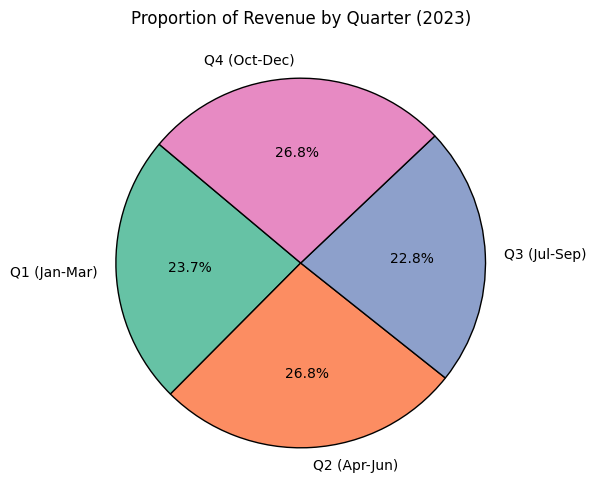 Proportion of Revenue by Quarter (2023)
Q4 (Oct-Dec)
26.8%
Q1 (Jan-Mar)
23.7%
22.8%
Q3 (Jul-Sep)
26.8%
Q2 (Apr-Jun)